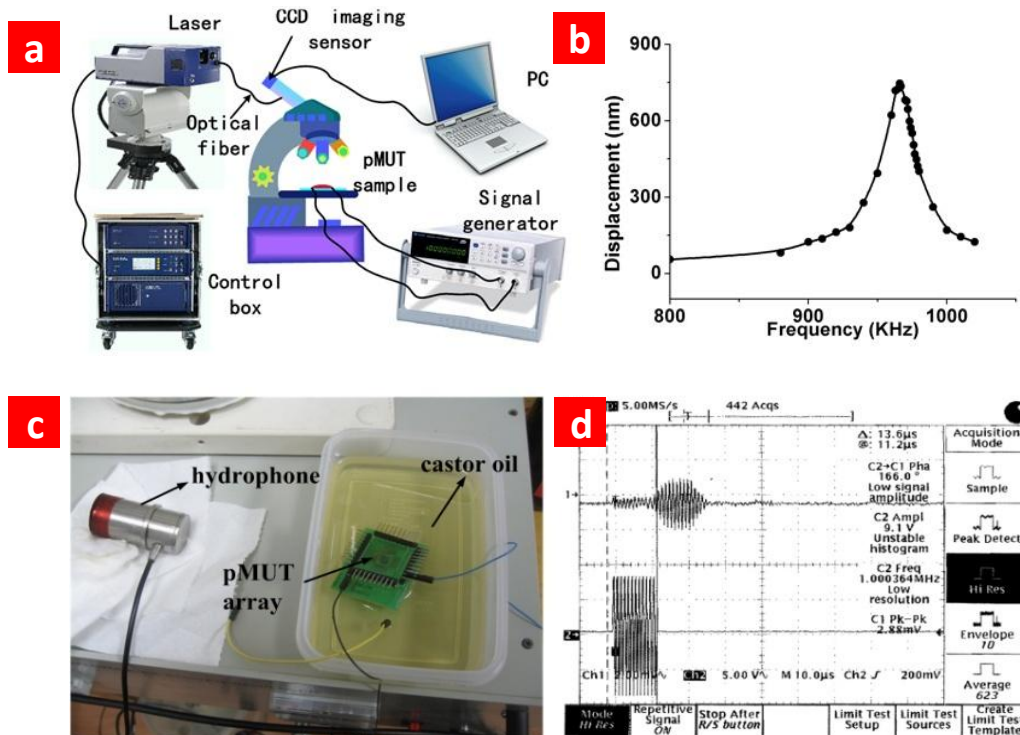 a
Laser
CCD imaging
sensor
PC
Optical
fiber
pMUT
sample
Signal
generator
Control
box
b
Displacement (nm)
900
600
300
0
800
900
1000
Frequency (KHz)
c
hydrophone
castor oil
pMUT
array
d
5.00MS/s
442 Acqs
Δ: 13.6µs
@: 11.2µs
C2→C1 Pha
166.0 °
Low signal
amplitude
C2 Ampl
9.1 V
Unstable
histogram
C2 Freq
1.000364MHz
Low
resolution
C1 Pk-Pk
2.88mV
1→
2→
Ch1 2.00mV
Ch2 5.00 V
M 10.0µs Ch2 200mV
Acquisition
Mode
Sample
Peak Detect
Hi Res
Envelope
10
Average
623
Mode
Hi Res
Repetitive
Signal
ON
Stop After
R/S button
Limit Test
Setup
Limit Test
Sources
Create
Limit Test
Template